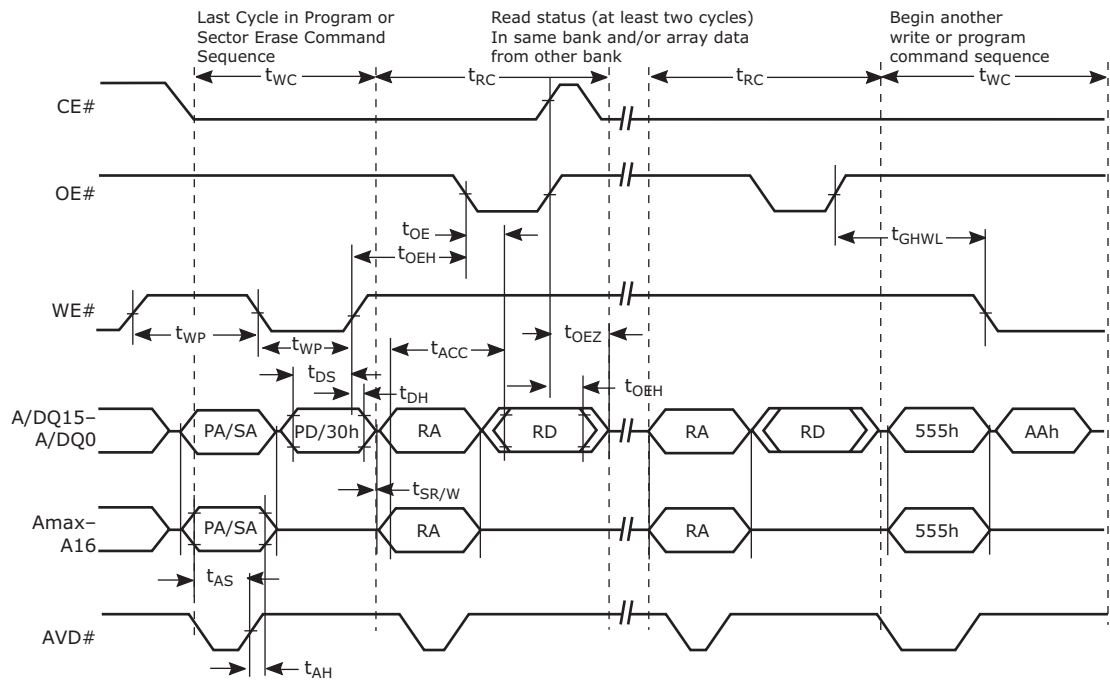 Last Cycle in Program or
Sector Erase Command
Sequence
Read status (at least two cycles)
In same bank and/or array data
from other bank
Begin another
write or program
command sequence
tWC
tRC
tRC
tWC
CE#
OE#
tOE
tOEH
tGHWL
WE#
tWP
tWP
tACC
tOEZ
tDS
tDH
tOEH
A/DQ15–
A/DQ0
PA/SA
PD/30h
RA
RD
RA
RD
555h
AAh
tSR/W
Amax–
A16
PA/SA
RA
RA
555h
tAS
AVD#
tAH